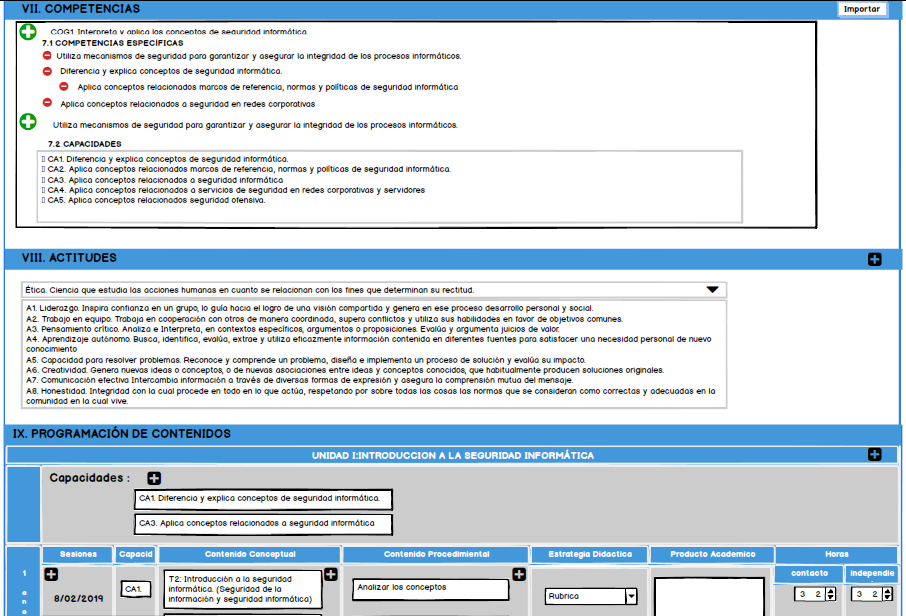 VII. COMPETENCIAS
Importar
COG1. Interpreta y aplica los conceptos de seguridad informática.
7.1 COMPETENCIAS ESPECÍFICAS
Utiliza mecanismos de seguridad para garantizar y asegurar la integridad de los procesos informáticos.
Diferencia y explica conceptos de seguridad informática.
Aplica conceptos relacionados marcos de referencia, normas y políticas de seguridad informática
Aplica conceptos relacionados a seguridad en redes corporativas
Utiliza mecanismos de seguridad para garantizar y asegurar la integridad de los procesos informáticos.
7.2 CAPACIDADES
CA1. Diferencia y explica conceptos de seguridad informática.
CA2. Aplica conceptos relacionados marcos de referencia, normas y políticas de seguridad informática.
CA3. Aplica conceptos relacionados a seguridad informática
CA4. Aplica conceptos relacionados a servicios de seguridad en redes corporativas y servidores
CA5. Aplica conceptos relacionados seguridad ofensiva.
VIII. ACTITUDES
Ética. Ciencia que estudia las acciones humanas en cuanto se relacionan con los fines que determinan su rectitud.
A1. Liderazgo. Inspira confianza en un grupo, lo guía hacia el logro de una visión compartida y genera en ese proceso desarrollo personal y social.
A2. Trabajo en equipo. Trabaja en cooperación con otros de manera coordinada, supera conflictos y utiliza sus habilidades en favor de objetivos comunes.
A3. Pensamiento crítico. Analiza e Interpreta, en contextos específicos, argumentos o proposiciones. Evalúa y argumenta juicios de valor.
A4. Aprendizaje autónomo. Busca, identifica, evalúa, extrae y utiliza eficazmente información contenida en diferentes fuentes para satisfacer una necesidad personal de nuevo
conocimiento
A5. Capacidad para resolver problemas. Reconoce y comprende un problema, diseña e implementa un proceso de solución y evalúa su impacto.
A6. Creatividad. Genera nuevas ideas o conceptos, o de nuevas asociaciones entre ideas y conceptos conocidos, que habitualmente producen soluciones originales.
A7. Comunicación efectiva Intercambia información a través de diversas formas de expresión y asegura la comprensión mutua del mensaje.
A8. Honestidad. Integridad con la cual procede en todo en lo que actúa, respetando por sobre todas las cosas las normas que se consideran como correctas y adecuadas en la
comunidad en la cual vive.
IX. PROGRAMACIÓN DE CONTENIDOS
UNIDAD I:INTRODUCCION A LA SEGURIDAD INFORMÁTICA
Capacidades :
CA1. Diferencia y explica conceptos de seguridad informática.
CA3. Aplica conceptos relacionados a seguridad informática
Sesiones Capacid Contenido Conceptual Contenido Procedimiental Estrategia Didactica Producto Academico Horas
contacto independie
1
a
n
8/02/2019
CA1.
T2: Introducción a la seguridad
informática. (Seguridad de la
información y seguridad informática)
Analizar los conceptos
Rubrica
3 2
3 2